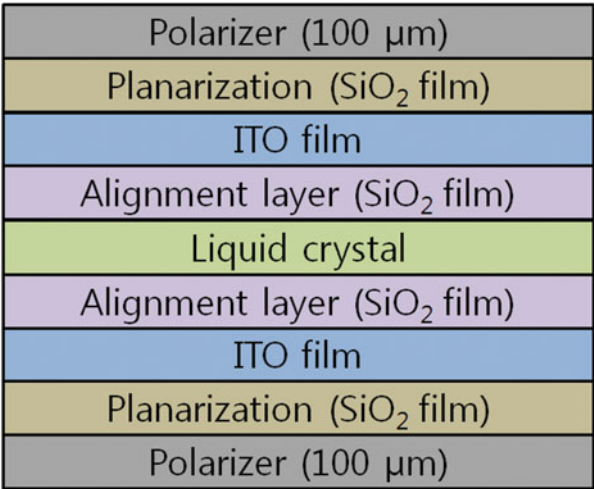 Polarizer (100 μm)
Planarization (SiO₂ film)
ITO film
Alignment layer (SiO₂ film)
Liquid crystal
Alignment layer (SiO₂ film)
ITO film
Planarization (SiO₂ film)
Polarizer (100 μm)